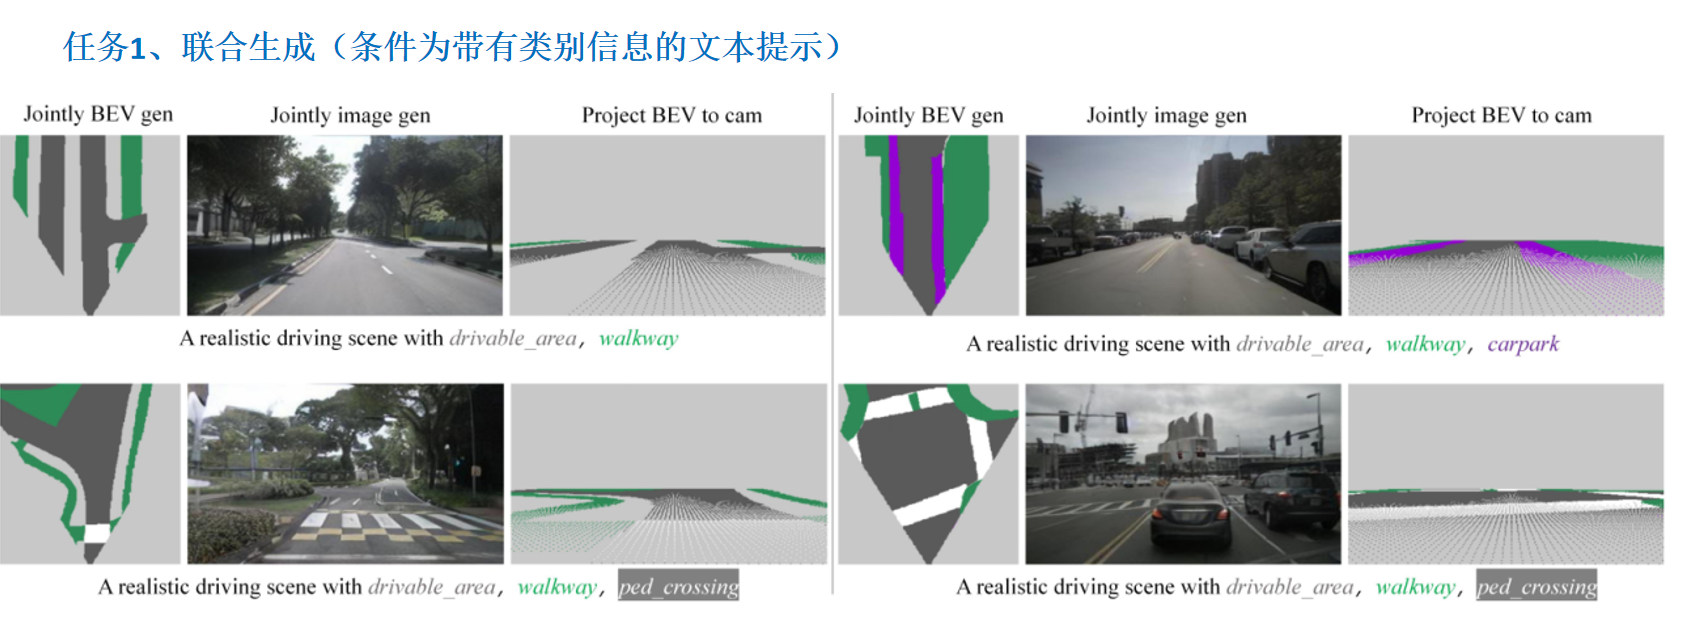 任务1、联合生成（条件为带有类别信息的文本提示）
Jointly BEV gen
Jointly image gen
Project BEV to cam
A realistic driving scene with drivable_area, walkway
A realistic driving scene with drivable_area, walkway, ped_crossing
Jointly BEV gen
Jointly image gen
Project BEV to cam
A realistic driving scene with drivable_area, walkway, carpark
A realistic driving scene with drivable_area, walkway, ped_crossing